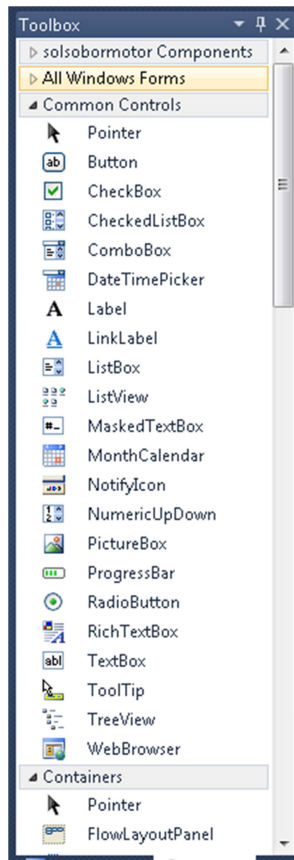 Toolbox
solsobormotor Components
All Windows Forms
Common Controls
Pointer
Button
CheckBox
CheckedListBox
ComboBox
DateTimePicker
Label
LinkLabel
ListBox
ListView
MaskedTextBox
MonthCalendar
NotifyIcon
NumericUpDown
PictureBox
ProgressBar
RadioButton
RichTextBox
TextBox
ToolTip
TreeView
WebBrowser
Containers
Pointer
FlowLayoutPanel